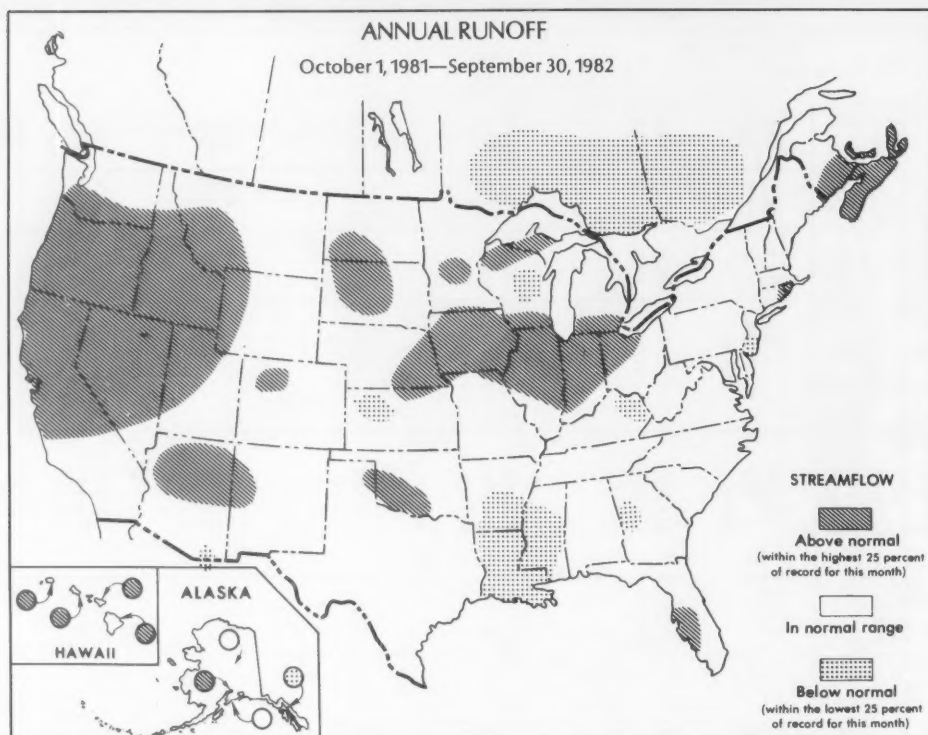 ANNUAL RUNOFF
October 1, 1981—September 30, 1982
STREAMFLOW
Above normal
(within the highest 25 percent
of record for this month)
In normal range
Below normal
(within the lowest 25 percent
of record for this month)
ALASKA
HAWAII